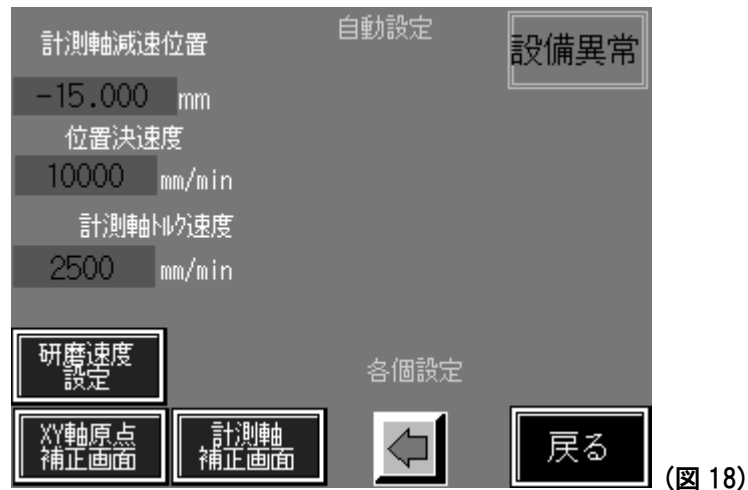 自動設定
設備異常
計測軸減速位置
-15.000 mm
位置決速度
10000 mm/min
計測軸トルク速度
2500 mm/min
研磨速度
設定
各個設定
XY軸原点
補正画面
計測軸
補正画面
戻る
(図 18)